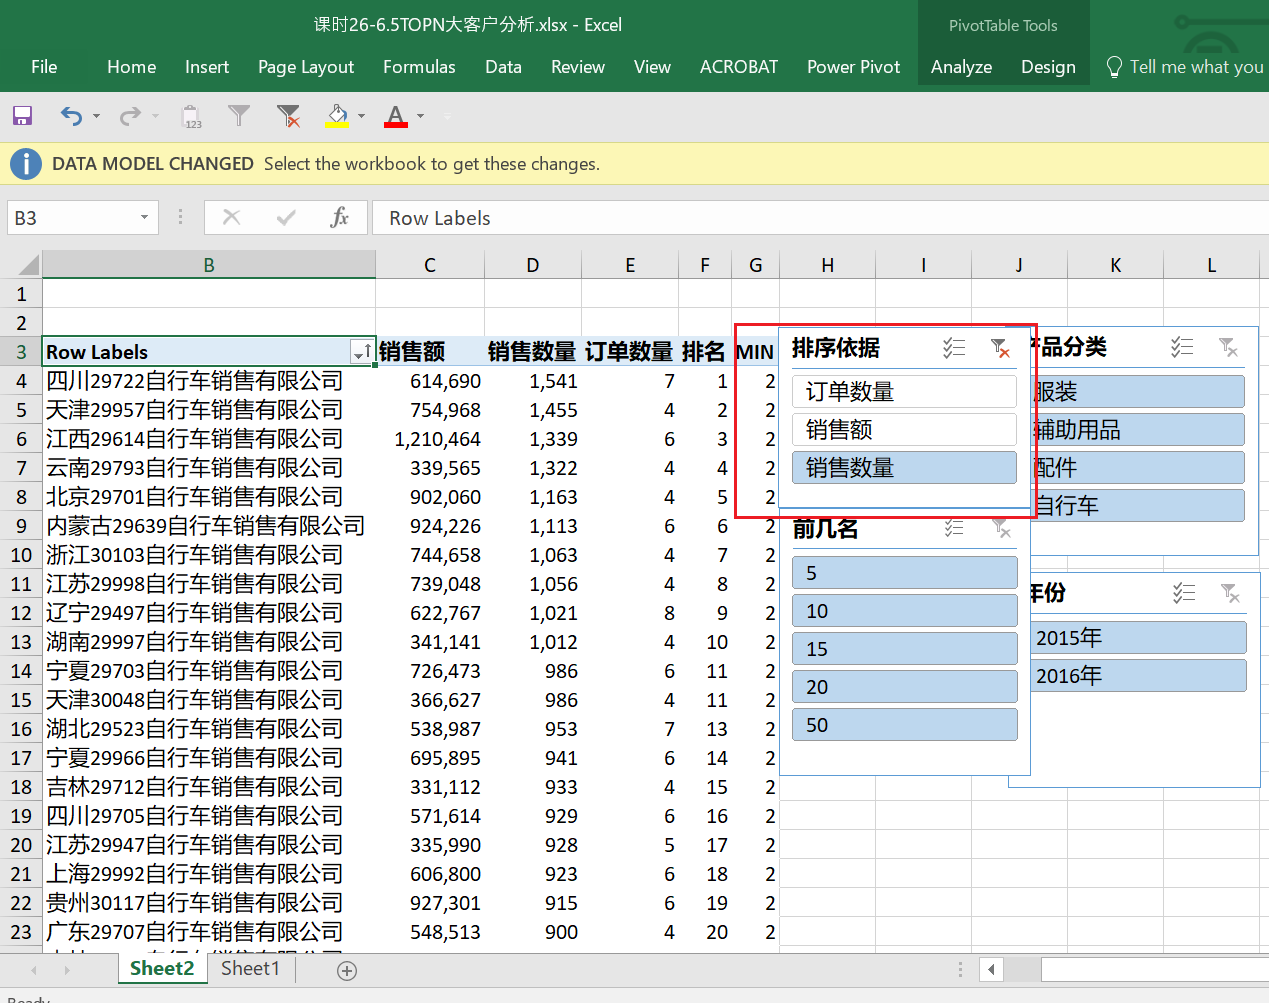 课时26-6.5TOPN大客户分析.xlsx - Excel
PivotTable Tools
File Home Insert Page Layout Formulas Data Review View ACROBAT Power Pivot Analyze Design Tell me what you
123
DATA MODEL CHANGED Select the workbook to get these changes.
B3 fx Row Labels
B C D E F G H I J K L
1
2
3 Row Labels 销售额 销售数量 订单数量 排名 MIN
4 四川29722自行车销售有限公司 614,690 1,541 7 1 2
5 天津29957自行车销售有限公司 754,968 1,455 4 2 2
6 江西29614自行车销售有限公司 1,210,464 1,339 6 3 2
7 云南29793自行车销售有限公司 339,565 1,322 4 4 2
8 北京29701自行车销售有限公司 902,060 1,163 4 5 2
9 内蒙古29639自行车销售有限公司 924,226 1,113 6 6 2
10 浙江30103自行车销售有限公司 744,658 1,063 4 7 2
11 江苏29998自行车销售有限公司 739,048 1,056 4 8 2
12 辽宁29497自行车销售有限公司 622,767 1,021 8 9 2
13 湖南29997自行车销售有限公司 341,141 1,012 4 10 2
14 宁夏29703自行车销售有限公司 726,473 986 6 11 2
15 天津30048自行车销售有限公司 366,627 986 4 11 2
16 湖北29523自行车销售有限公司 538,987 953 7 13 2
17 宁夏29966自行车销售有限公司 695,895 941 6 14 2
18 吉林29712自行车销售有限公司 331,112 933 4 15 2
19 四川29705自行车销售有限公司 571,614 929 6 16 2
20 江苏29947自行车销售有限公司 335,990 928 5 17 2
21 上海29992自行车销售有限公司 606,800 923 6 18 2
22 贵州30117自行车销售有限公司 927,301 915 6 19 2
23 广东29707自行车销售有限公司 548,513 900 4 20 2
排序依据
订单数量
销售额
销售数量
前几名
5
10
15
20
50
品分类
服装
辅助用品
配件
自行车
年份
2015年
2016年
Sheet2 Sheet1
Ready